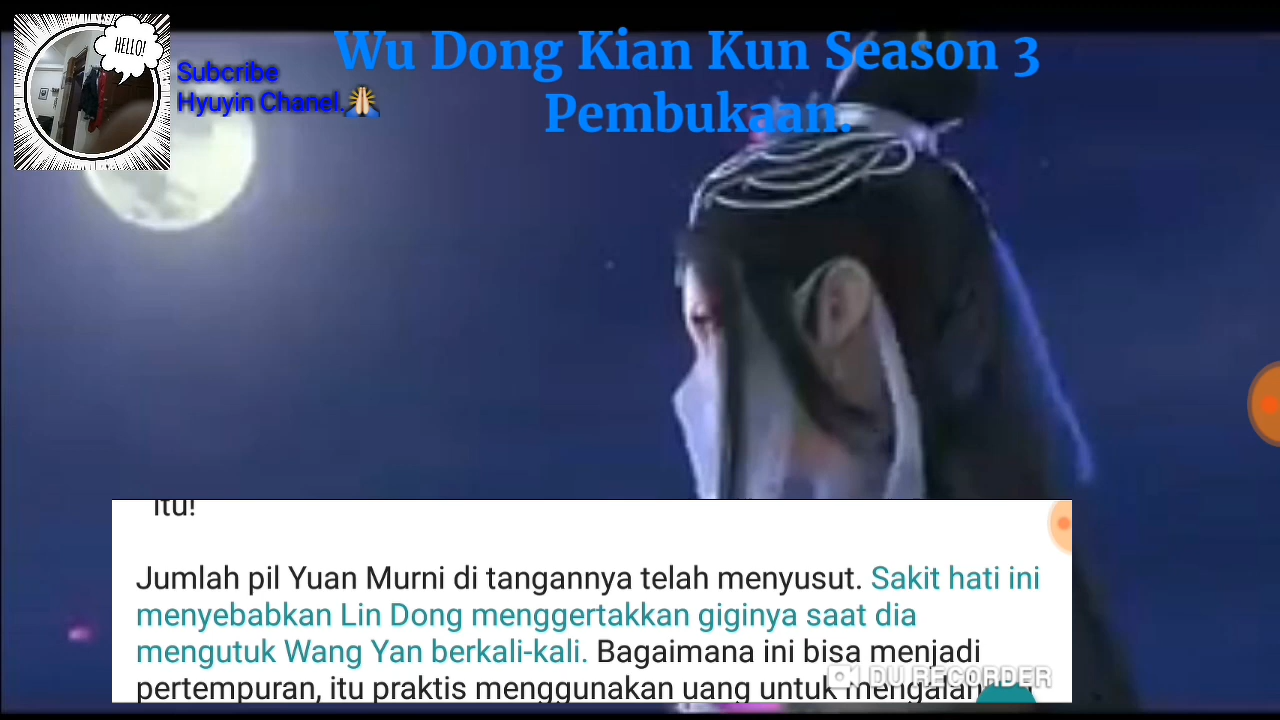 HELLO!
Subcribe
Hyuyin Chanel.🙏
Wu Dong Kian Kun Season 3
Pembukaan.
itu!
Jumlah pil Yuan Murni di tangannya telah menyusut. Sakit hati ini
menyebabkan Lin Dong menggertakkan giginya saat dia
mengutuk Wang Yan berkali-kali. Bagaimana ini bisa menjadi
pertempuran, itu praktis menggunakan uang untuk
DU RECORDER